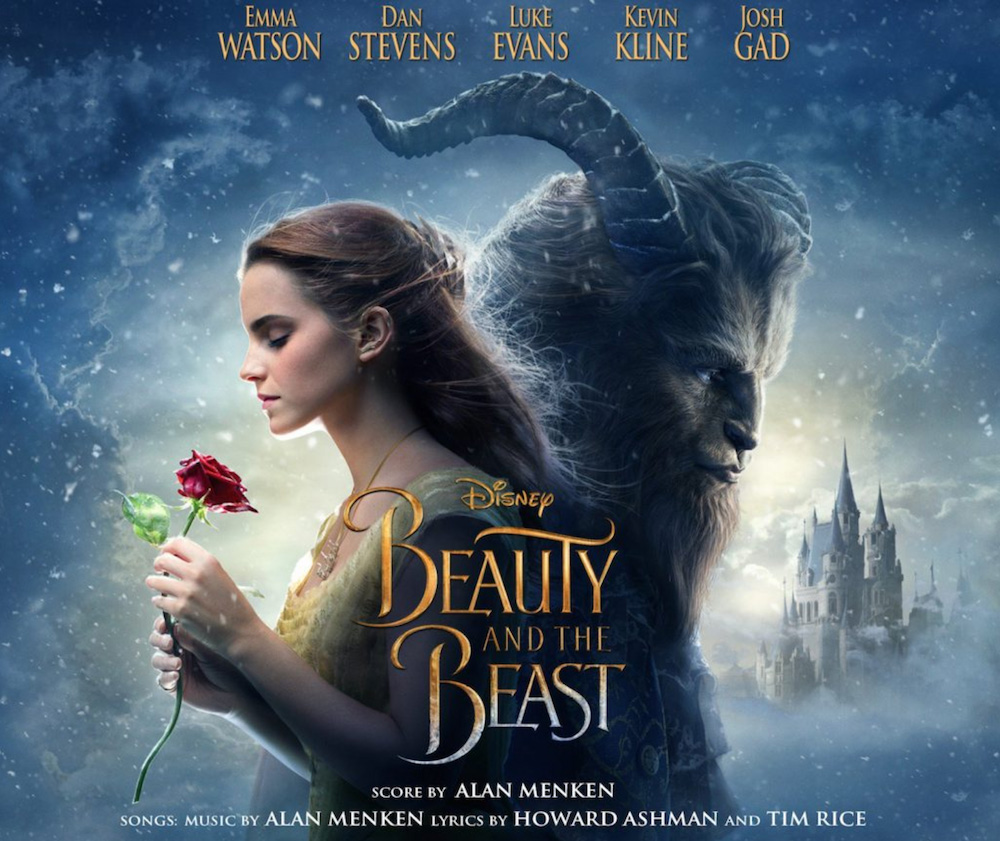 EMMA WATSON DAN STEVENS LUKE EVANS KEVIN KLINE JOSH GAD
DISNEY
BEAUTY
AND THE
BEAST
SCORE BY ALAN MENKEN
SONGS: MUSIC BY ALAN MENKEN LYRICS BY HOWARD ASHMAN AND TIM RICE